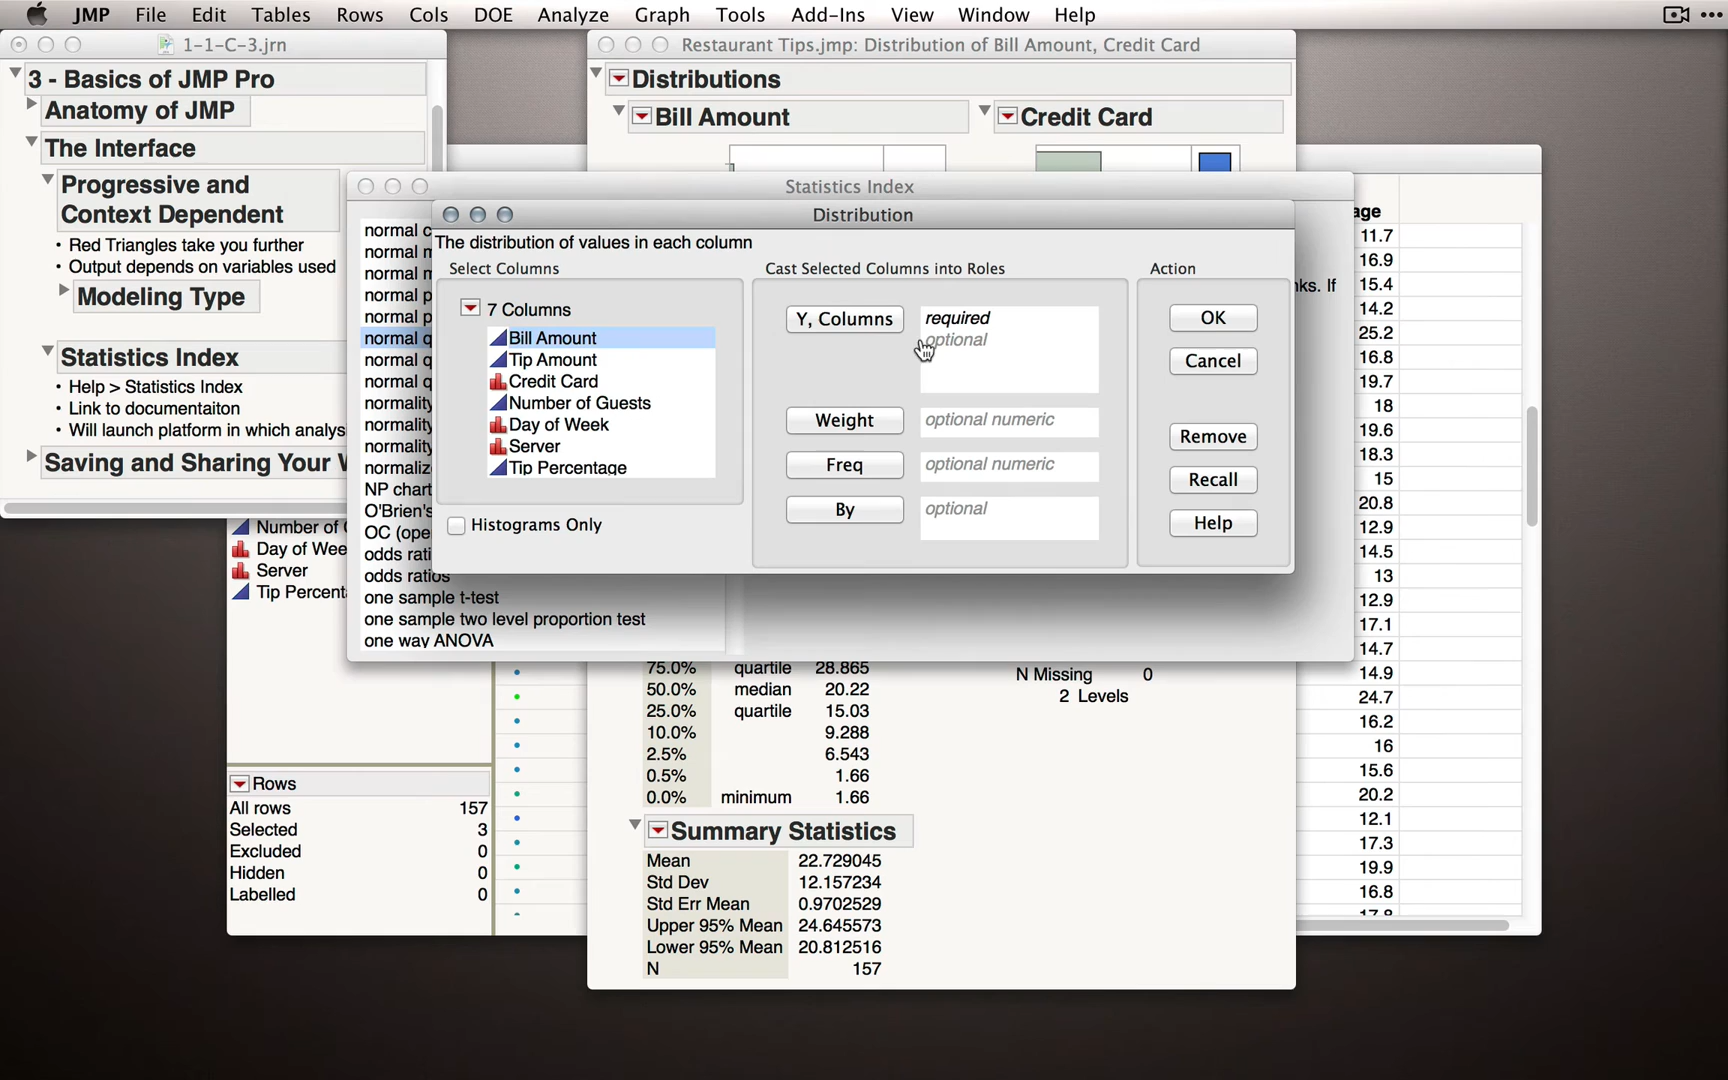 JMP File Edit Tables Rows Cols DOE Analyze Graph Tools Add-Ins View Window Help
1-1-C-3.jrn
3 - Basics of JMP Pro
Anatomy of JMP
The Interface
Progressive and
Context Dependent
• Red Triangles take you further
• Output depends on variables used
Modeling Type
Statistics Index
• Help > Statistics Index
• Link to documentaiton
• Will launch platform in which analys
Saving and Sharing Your
Restaurant Tips.jmp: Distribution of Bill Amount, Credit Card
Distributions
Bill Amount
Credit Card
Statistics Index
normal c
normal m
normal m
normal p
normal p
normal q
normal q
normal q
normality
normality
normality
normaliz
NP chart
O'Brien's
OC (ope
odds rati
odds ratios
one sample t-test
one sample two level proportion test
one way ANOVA
nks. If
Distribution
The distribution of values in each column
Select Columns
7 Columns
Bill Amount
Tip Amount
Credit Card
Number of Guests
Day of Week
Server
Tip Percentage
Histograms Only
Cast Selected Columns into Roles
Y, Columns
required
optional
Weight
optional numeric
Freq
optional numeric
By
optional
Action
OK
Cancel
Remove
Recall
Help
Number of
Day of Wee
Server
Tip Percent
Rows
All rows 157
Selected 3
Excluded 0
Hidden 0
Labelled 0
75.0% quartile 28.865
50.0% median 20.22
25.0% quartile 15.03
10.0% 9.288
2.5% 6.543
0.5% 1.66
0.0% minimum 1.66
Summary Statistics
Mean 22.729045
Std Dev 12.157234
Std Err Mean 0.9702529
Upper 95% Mean 24.645573
Lower 95% Mean 20.812516
N 157
N Missing 0
2 Levels
age
11.7
16.9
15.4
14.2
25.2
16.8
19.7
18
19.6
18.3
15
20.8
12.9
14.5
13
12.9
17.1
14.7
14.9
24.7
16.2
16
15.6
20.2
12.1
17.3
19.9
16.8
17.8